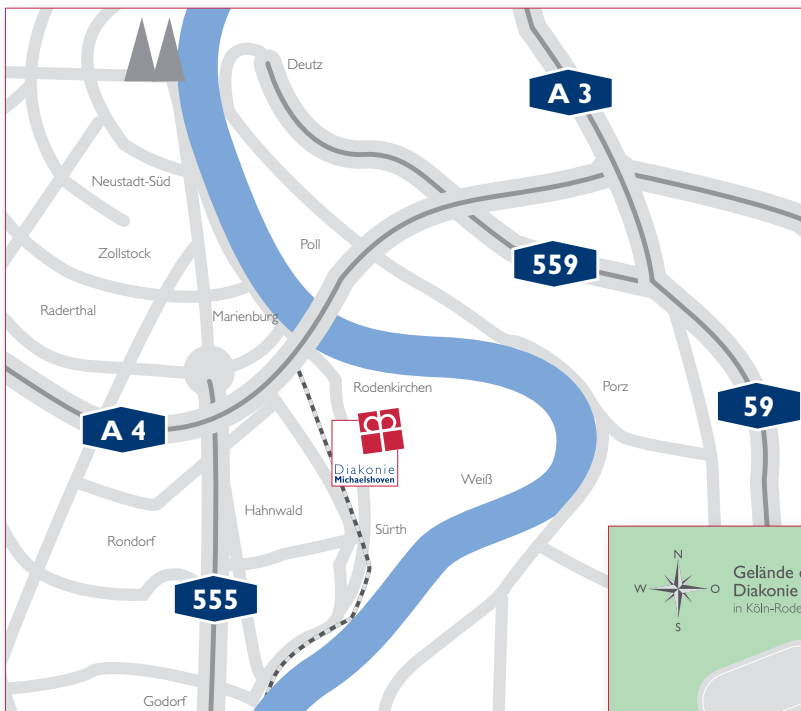 Deutz
A 3
Neustadt-Süd
Poll
Zollstock
559
Raderthal
Marienburg
Rodenkirchen
Porz
59
A 4
Diakonie
Michaelshoven
Weiß
Hahnwald
Sürth
Rondorf
555
N
W
O
S
Gelände
Diakonie
in Köln-Rode
Godorf